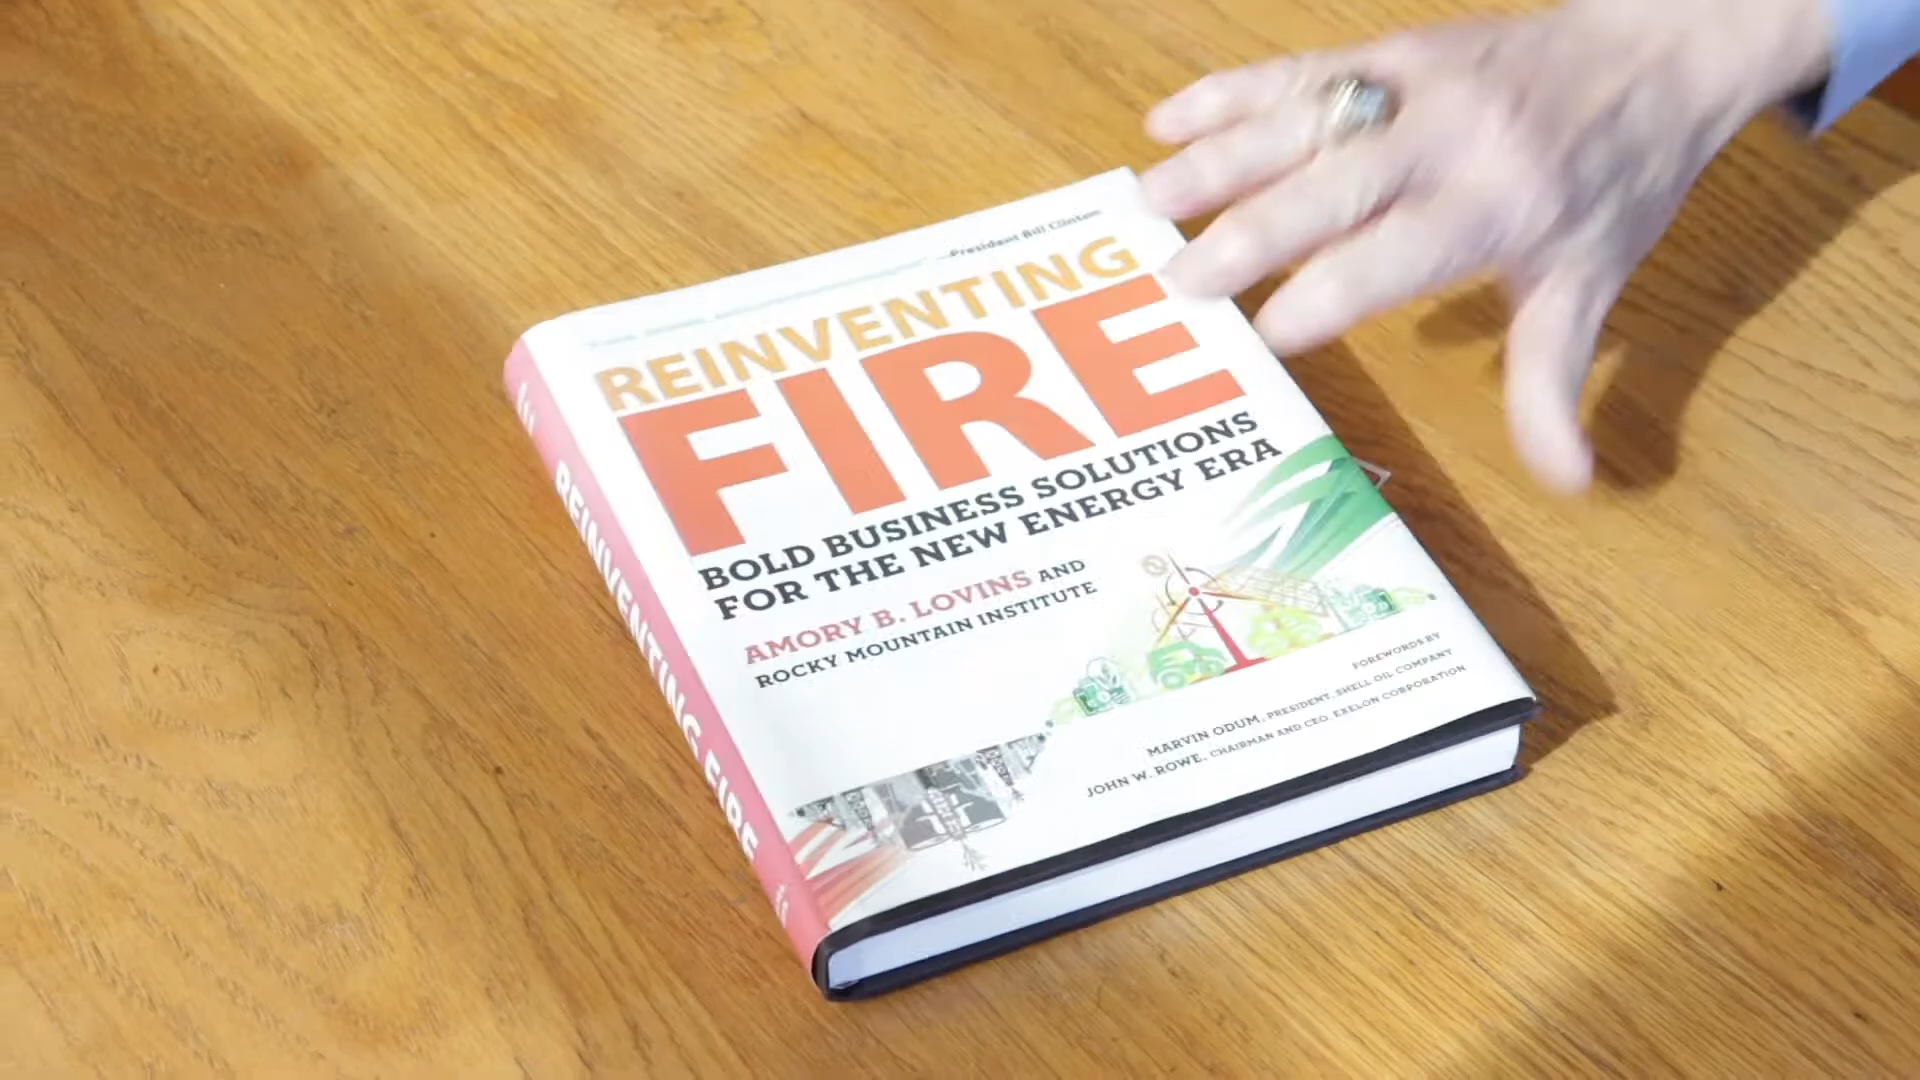 —President Bill Clinton
REINVENTING
FIRE
BOLD BUSINESS SOLUTIONS
FOR THE NEW ENERGY ERA
AMORY B. LOVINS AND
ROCKY MOUNTAIN INSTITUTE
FOREWORDS BY
MARVIN ODUM, PRESIDENT, SHELL OIL COMPANY
JOHN W. ROWE, CHAIRMAN AND CEO, EXELON CORPORATION
REINVENTING FIRE